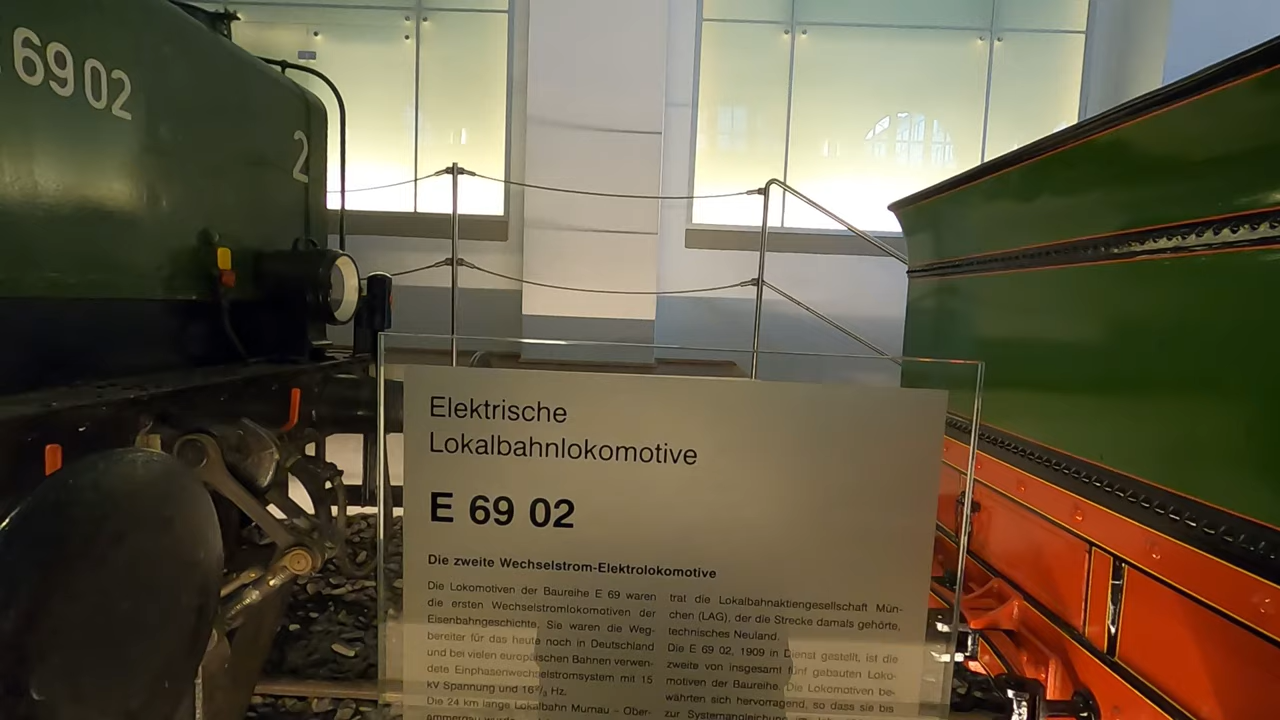 69 02
2
Elektrische
Lokalbahnlokomotive
E 69 02
Die zweite Wechselstrom-Elektrolokomotive
Die Lokomotiven der Baureihe E 69 waren
die ersten Wechselstromlokomotiven der
Eisenbahngeschichte. Sie waren die Weg-
bereiter für das heute noch in Deutschland
und bei vielen europäischen Bahnen verwen-
dete Einphasenwechselstromsystem mit 15
kV Spannung und 16²/₃ Hz.
Die 24 km lange Lokalbahn Murnau – Ober-
ammergau wurde
trat die Lokalbahnaktiengesellschaft Mün-
chen (LAG), der die Strecke damals gehörte,
technisches Neuland.
Die E 69 02, 1909 in Dienst gestellt, ist die
zweite von insgesamt fünf gebauten Loko-
motiven der Baureihe. Die Lokomotiven be-
währten sich hervorragend, so dass sie bis
zur Systemangleichung